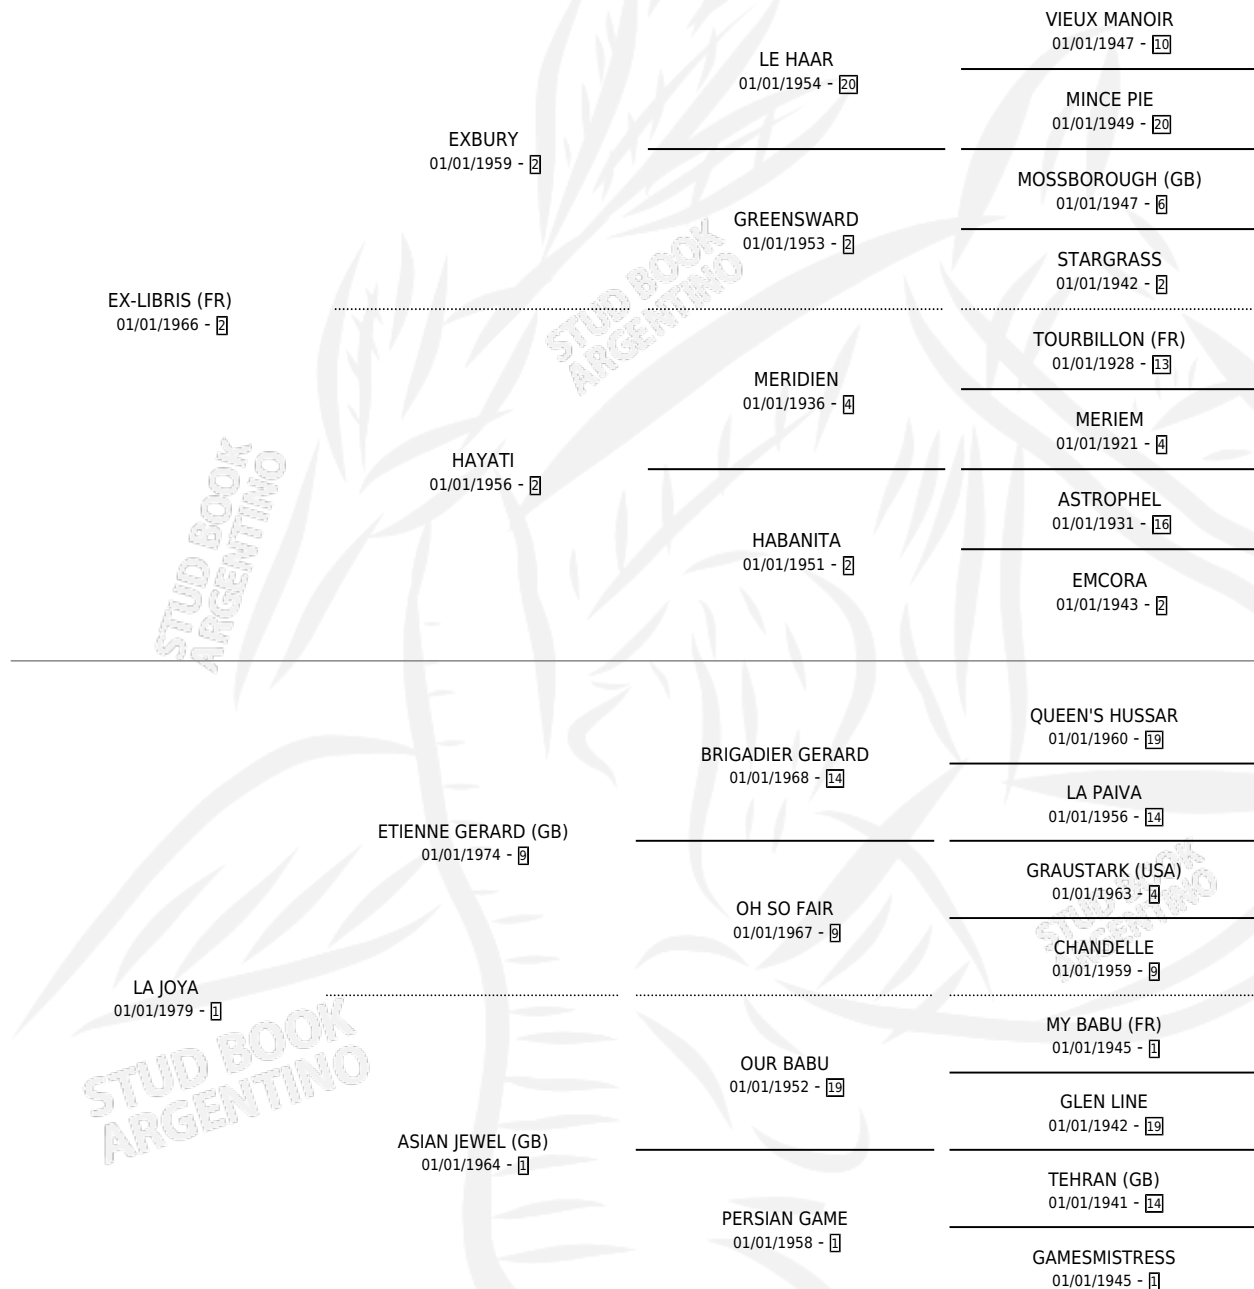 VIEUX MANOIR
01/01/1947 - 10
LE HAAR
01/01/1954 - 20
MINCE PIE
01/01/1949 - 20
EXBURY
01/01/1959 - 2
MOSSBOROUGH (GB)
01/01/1947 - 6
GREENSWARD
01/01/1953 - 2
STARGRASS
01/01/1942 - 2
EX-LIBRIS (FR)
01/01/1966 - 2
TOURBILLON (FR)
01/01/1928 - 13
MERIDIEN
01/01/1936 - 4
MERIEM
01/01/1921 - 4
HAYATI
01/01/1956 - 2
ASTROPHEL
01/01/1931 - 16
HABANITA
01/01/1951 - 2
EMCORA
01/01/1943 - 2
QUEEN'S HUSSAR
01/01/1960 - 19
BRIGADIER GERARD
01/01/1968 - 14
LA PAIVA
01/01/1956 - 14
ETIENNE GERARD (GB)
01/01/1974 - 9
GRAUSTARK (USA)
01/01/1963 - 4
OH SO FAIR
01/01/1967 - 9
CHANDELLE
01/01/1959 - 9
LA JOYA
01/01/1979 - 1
MY BABU (FR)
01/01/1945 - 1
OUR BABU
01/01/1952 - 19
GLEN LINE
01/01/1942 - 19
ASIAN JEWEL (GB)
01/01/1964 - 1
TEHRAN (GB)
01/01/1941 - 14
PERSIAN GAME
01/01/1958 - 1
GAMESMISTRESS
01/01/1945 - 1
STUD BOOK
ARGENTINO
STUD BOOK
ARGENTINO
STUD BOOK
ARGENTINO
STUD BOOK
ARGENTINO